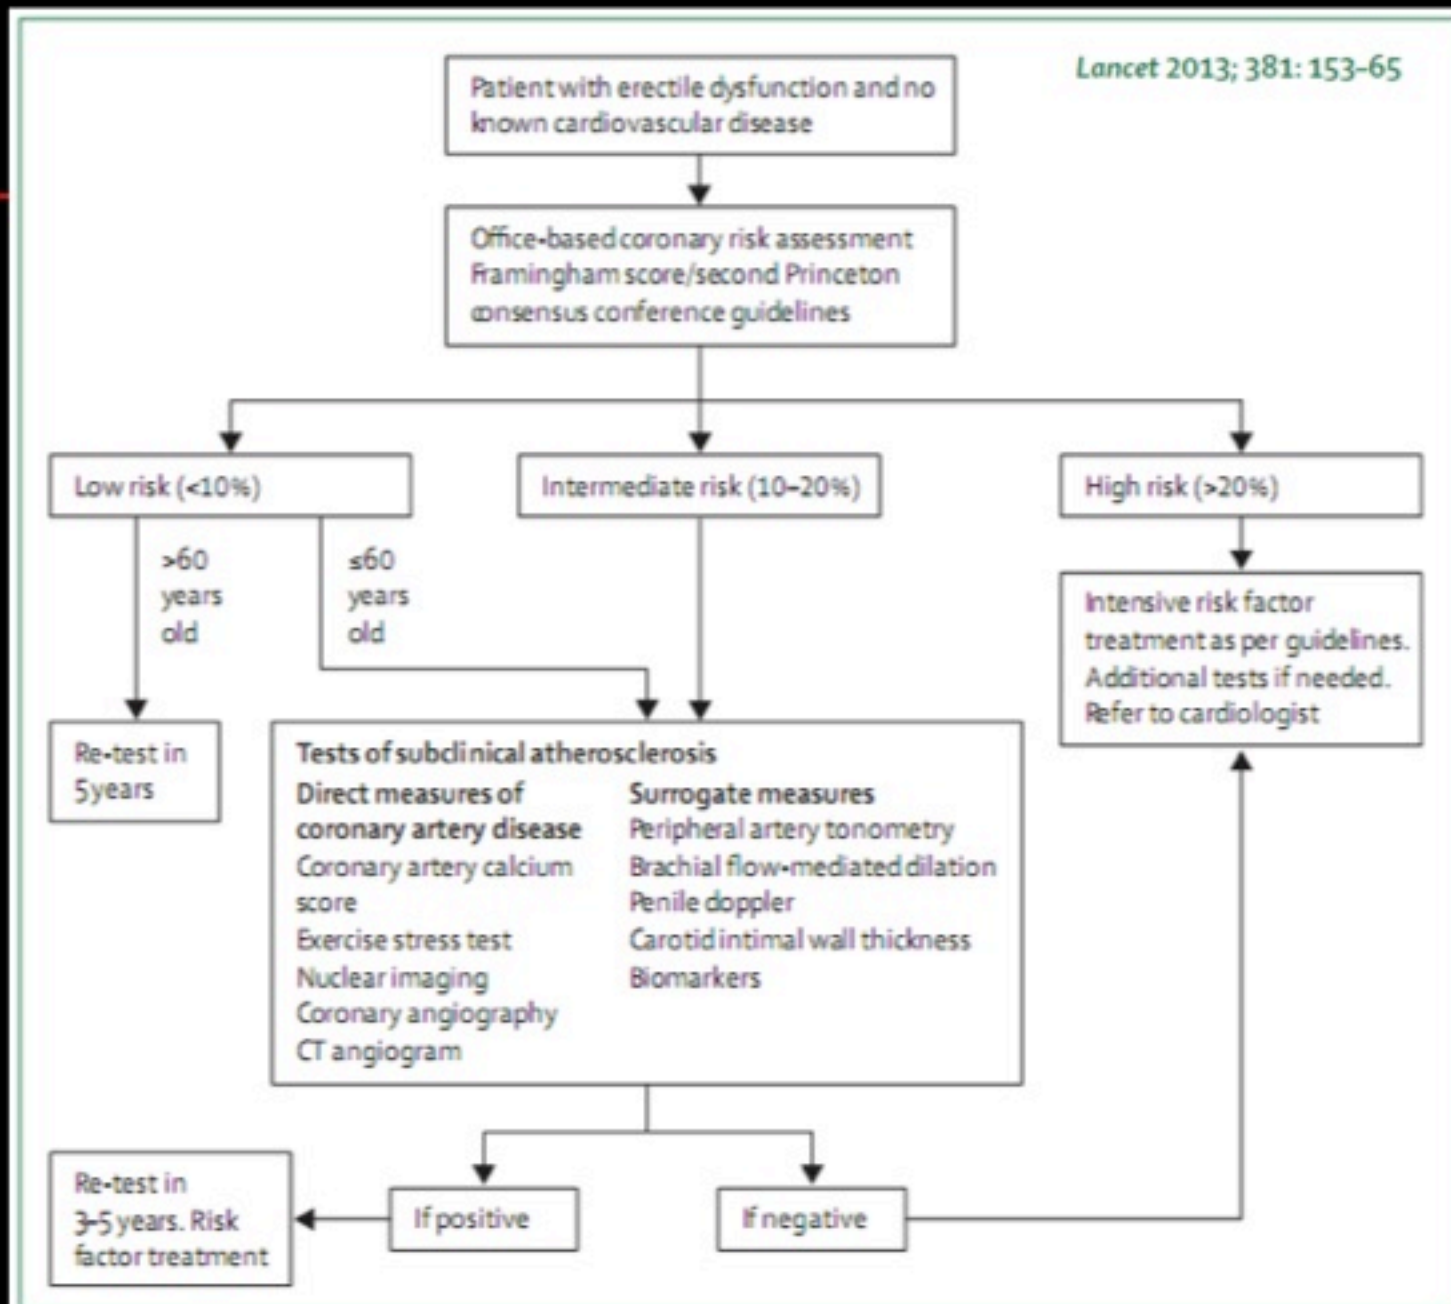 Lancet 2013; 381: 153–65
Patient with erectile dysfunction and no
known cardiovascular disease
Office-based coronary risk assessment
Framingham score/second Princeton
consensus conference guidelines
Low risk (<10%)
Intermediate risk (10–20%)
High risk (>20%)
>60
years
old
≤60
years
old
Intensive risk factor
treatment as per guidelines.
Additional tests if needed.
Refer to cardiologist
Re-test in
5 years
Tests of subclinical atherosclerosis
Direct measures of
coronary artery disease
Coronary artery calcium
score
Exercise stress test
Nuclear imaging
Coronary angiography
CT angiogram
Surrogate measures
Peripheral artery tonometry
Brachial flow-mediated dilation
Penile doppler
Carotid intimal wall thickness
Biomarkers
Re-test in
3–5 years. Risk
factor treatment
If positive
If negative